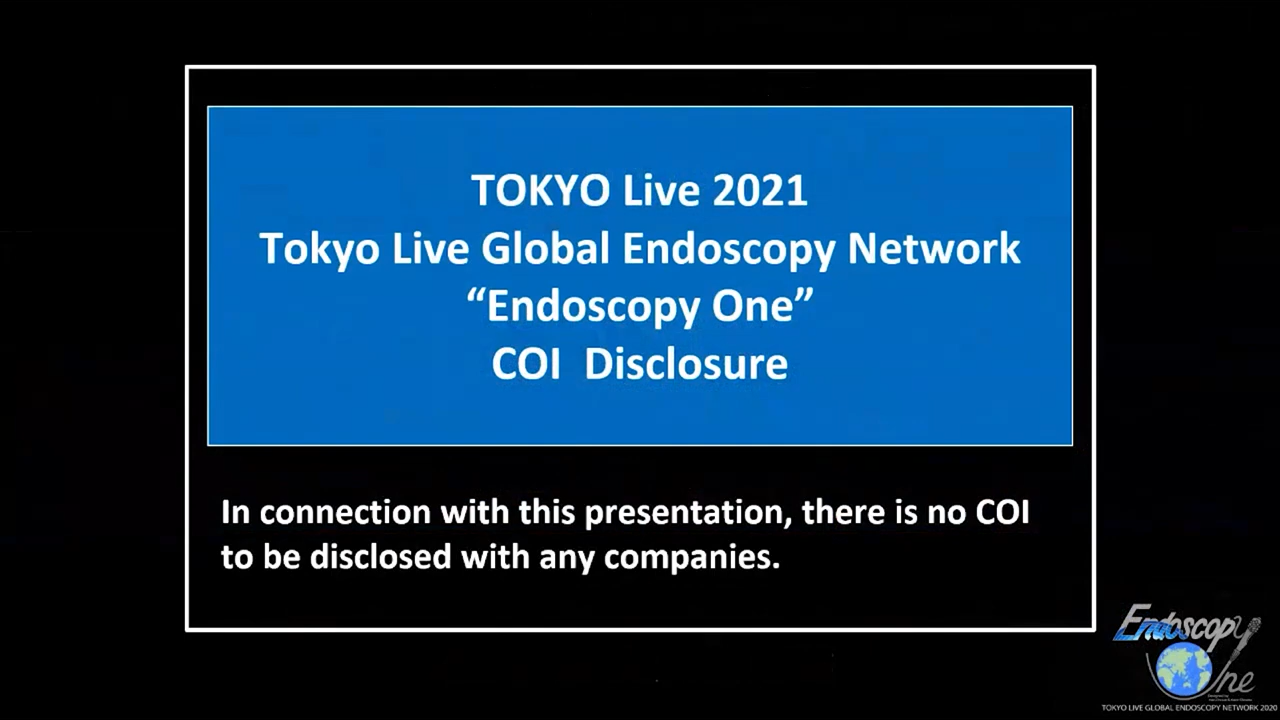 TOKYO Live 2021
Tokyo Live Global Endoscopy Network
“Endoscopy One”
COI Disclosure
In connection with this presentation, there is no COI
to be disclosed with any companies.
Endoscopy
One
TOKYO LIVE GLOBAL ENDOSCOPY NETWORK 2020